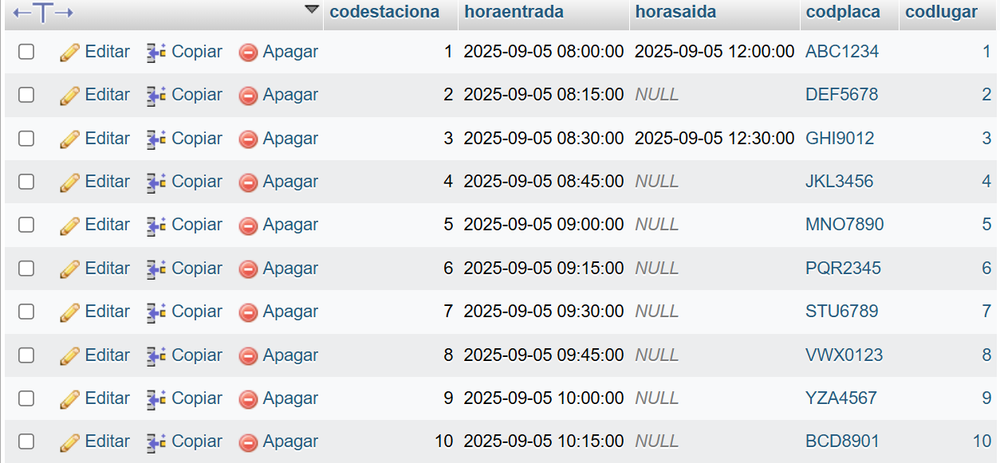 codestaciona horaentrada horasaida codplaca codlugar
Editar Copiar Apagar 1 2025-09-05 08:00:00 2025-09-05 12:00:00 ABC1234 1
Editar Copiar Apagar 2 2025-09-05 08:15:00 NULL DEF5678 2
Editar Copiar Apagar 3 2025-09-05 08:30:00 2025-09-05 12:30:00 GHI9012 3
Editar Copiar Apagar 4 2025-09-05 08:45:00 NULL JKL3456 4
Editar Copiar Apagar 5 2025-09-05 09:00:00 NULL MNO7890 5
Editar Copiar Apagar 6 2025-09-05 09:15:00 NULL PQR2345 6
Editar Copiar Apagar 7 2025-09-05 09:30:00 NULL STU6789 7
Editar Copiar Apagar 8 2025-09-05 09:45:00 NULL VWX0123 8
Editar Copiar Apagar 9 2025-09-05 10:00:00 NULL YZA4567 9
Editar Copiar Apagar 10 2025-09-05 10:15:00 NULL BCD8901 10